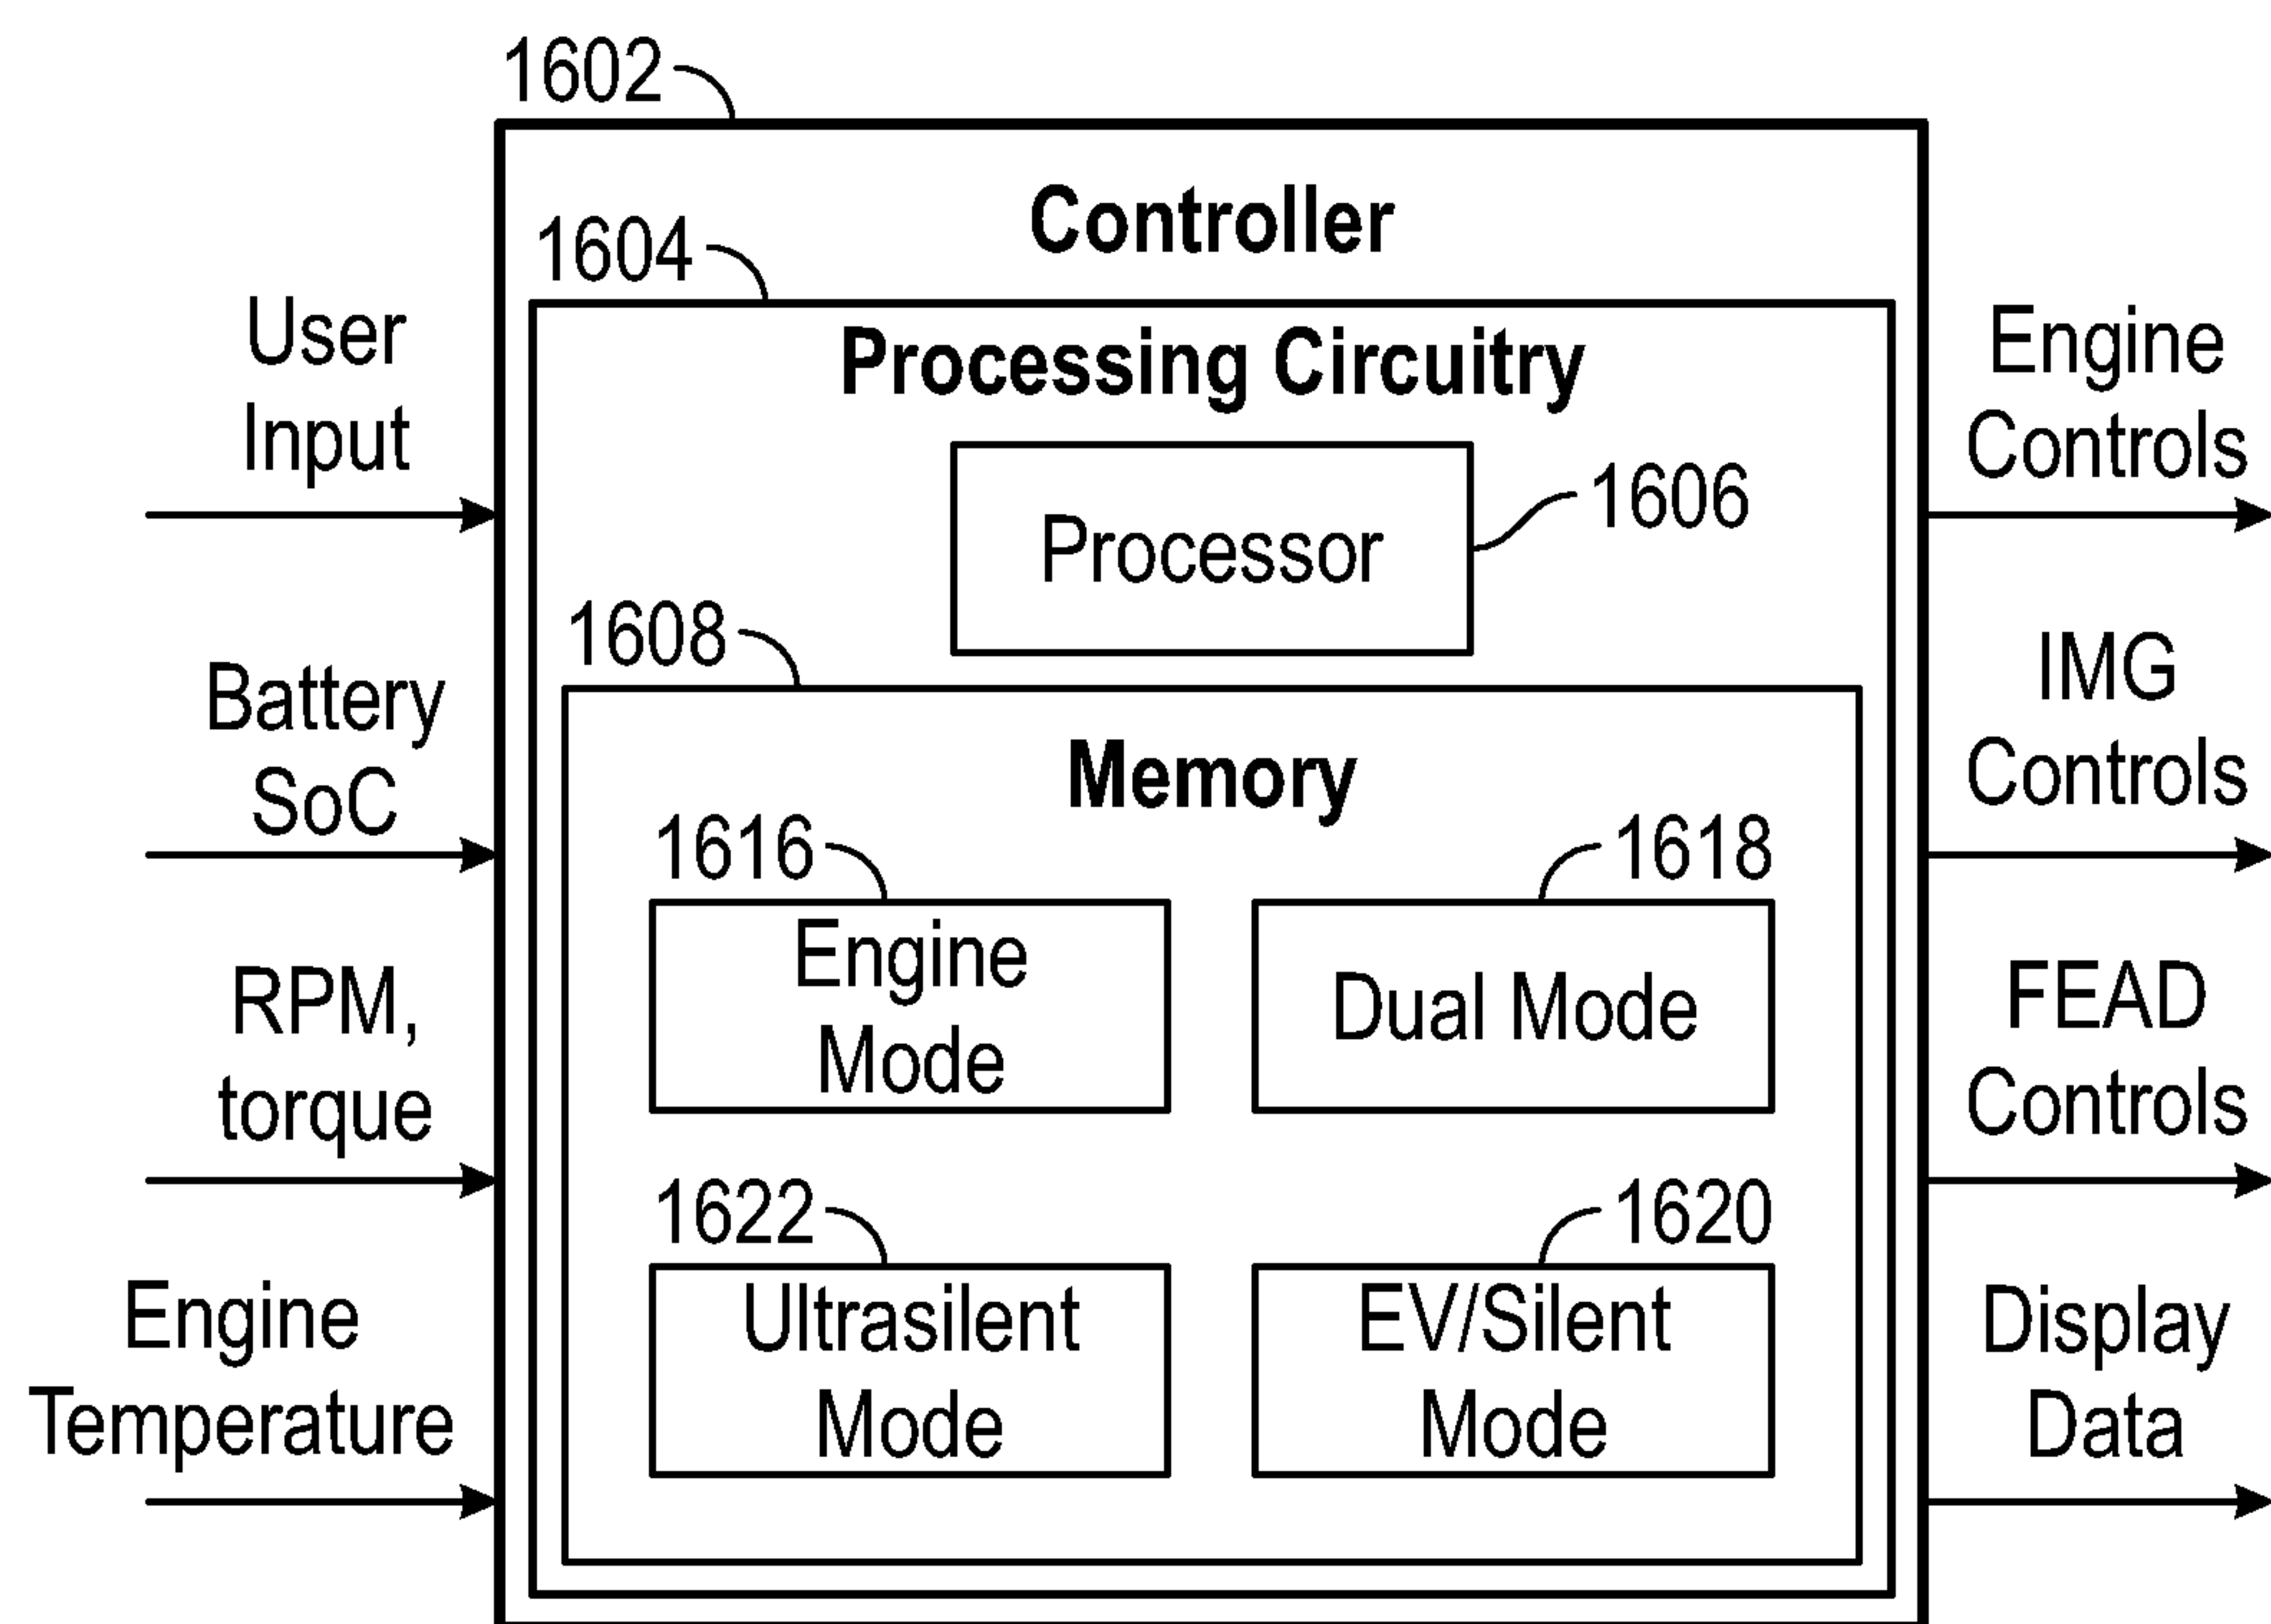 1602
Controller
1604
Processing Circuitry
User
Input
Engine
Controls
Processor
1606
1608
Battery
SoC
IMG
Controls
Memory
1616
1618
Engine
Mode
Dual Mode
RPM,
torque
FEAD
Controls
1622
1620
Ultrasilent
Mode
EV/Silent
Mode
Engine
Temperature
Display
Data